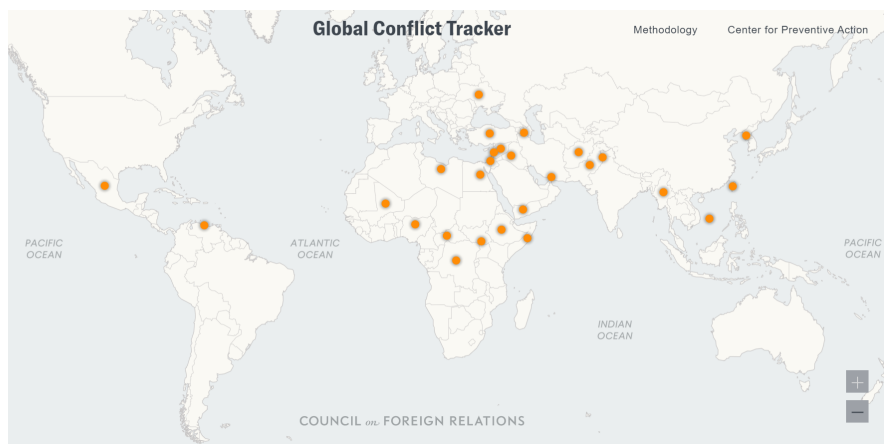 Global Conflict Tracker
Methodology
Center for Preventive Action
PACIFIC
OCEAN
ATLANTIC
OCEAN
PACIFIC
OCEAN
INDIAN
OCEAN
COUNCIL on FOREIGN RELATIONS
+
−